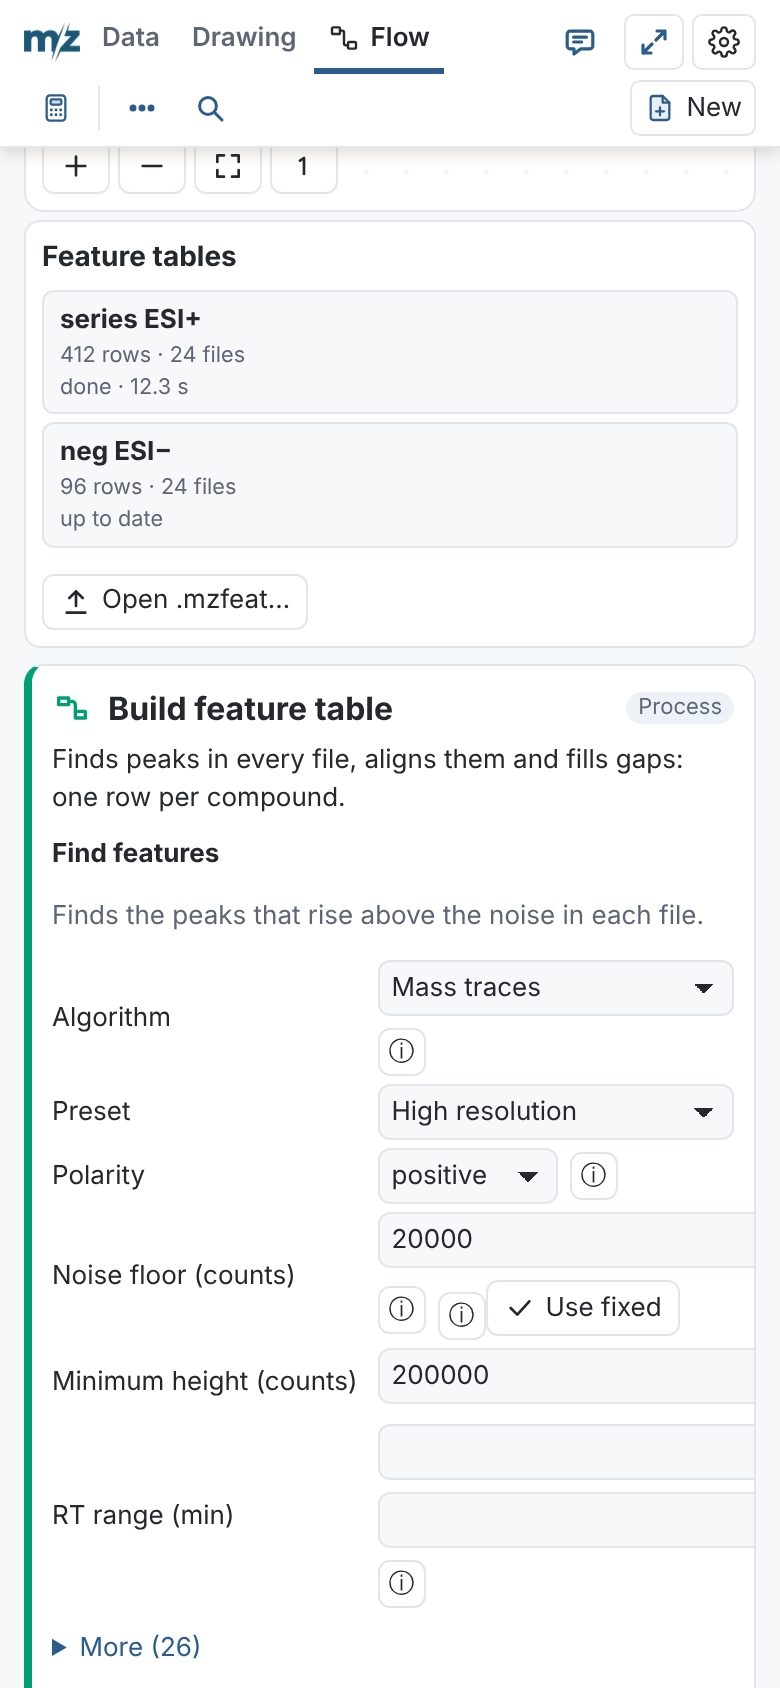 m/z Data Drawing Flow
New
1
Feature tables
series ESI+
412 rows · 24 files
done · 12.3 s
neg ESI−
96 rows · 24 files
up to date
Open .mzfeat...
Build feature table
Process
Finds peaks in every file, aligns them and fills gaps:
one row per compound.
Find features
Finds the peaks that rise above the noise in each file.
Algorithm
Mass traces
Preset
High resolution
Polarity
positive
Noise floor (counts)
20000
Use fixed
Minimum height (counts)
200000
RT range (min)
More (26)